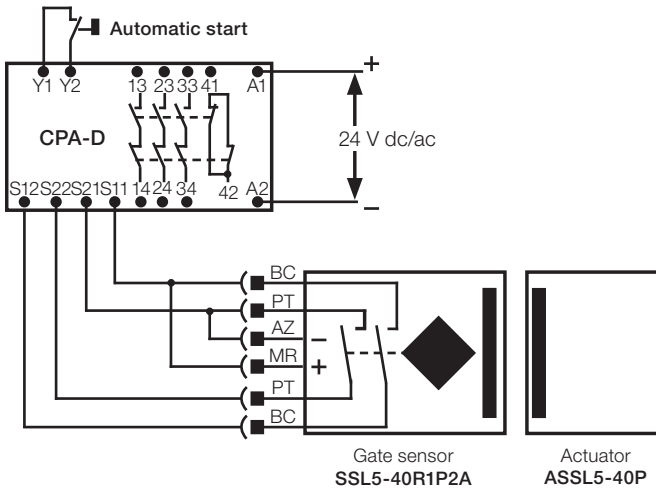 Automatic start
Y1 Y2 13 23 33 41 A1
+
CPA-D
24 V dc/ac
S12 S22 S21 S11 14 24 34 42 A2
−
BC
PT
AZ −
MR +
PT
BC
Gate sensor
SSL5-40R1P2A
Actuator
ASSL5-40P